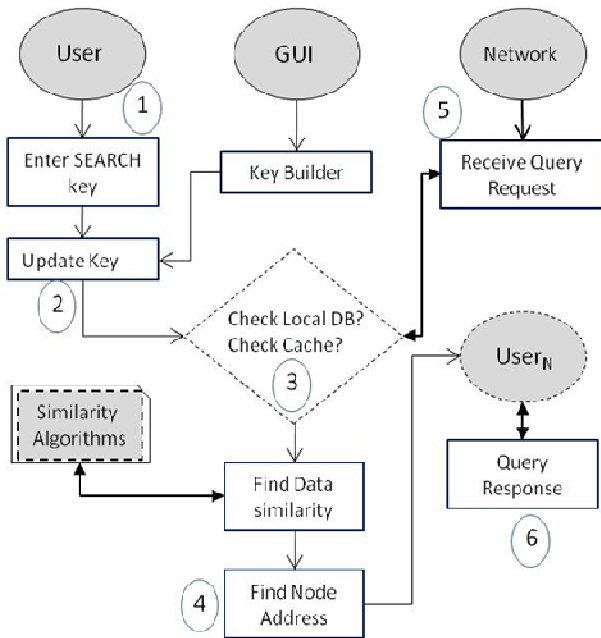 User
GUI
Network
1
5
Enter SEARCH
key
Key Builder
Receive Query
Request
Update Key
2
Check Local DB?
Check Cache?
3
User_N
Similarity
Algorithms
Find Data
similarity
Query
Response
6
4
Find Node
Address